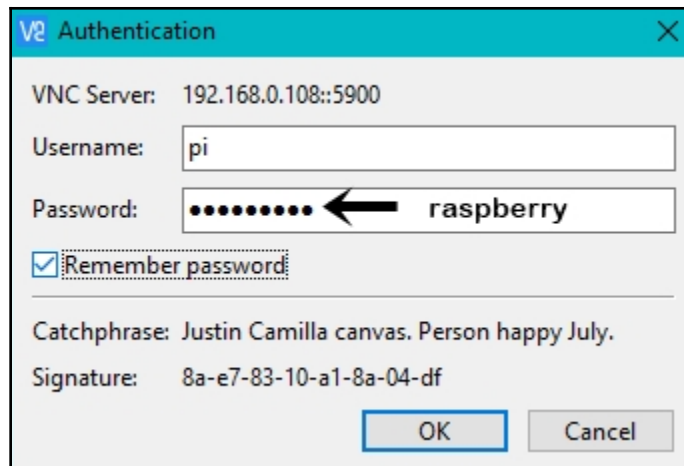 V2 Authentication
VNC Server: 192.168.0.108::5900
Username: pi
Password: ●●●●●●●●● raspberry
Remember password
Catchphrase: Justin Camilla canvas. Person happy July.
Signature: 8a-e7-83-10-a1-8a-04-df
OK Cancel